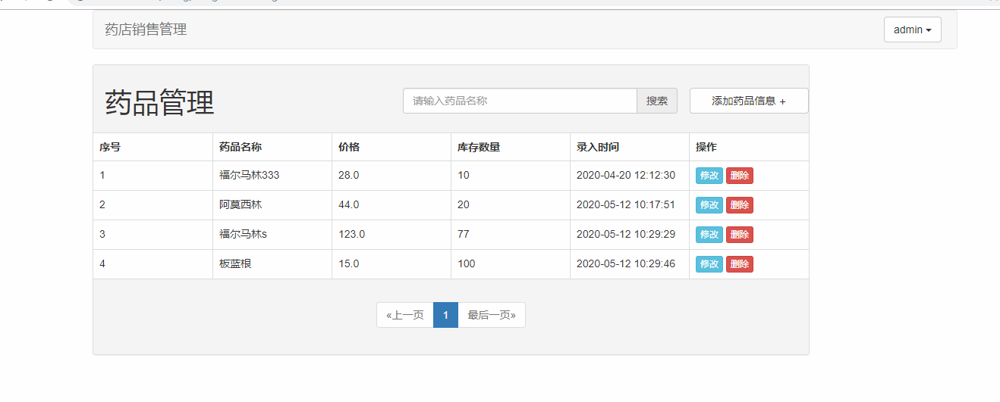 药店销售管理
admin
药品管理
请输入药品名称 搜索 添加药品信息 +
序号 药品名称 价格 库存数量 录入时间 操作
1 福尔马林333 28.0 10 2020-04-20 12:12:30 修改 删除
2 阿莫西林 44.0 20 2020-05-12 10:17:51 修改 删除
3 福尔马林s 123.0 77 2020-05-12 10:29:29 修改 删除
4 板蓝根 15.0 100 2020-05-12 10:29:46 修改 删除
«上一页 1 最后一页»